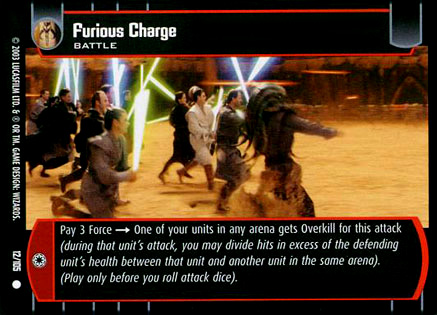 Furious Charge
BATTLE
Pay 3 Force → One of your units in any arena gets Overkill for this attack
(during that unit's attack, you may divide hits in excess of the defending
unit's health between that unit and another unit in the same arena).
(Play only before you roll attack dice).
© 2003 LUCASFILM LTD. & ® OR TM. GAME DESIGN: WIZARDS.
12/105